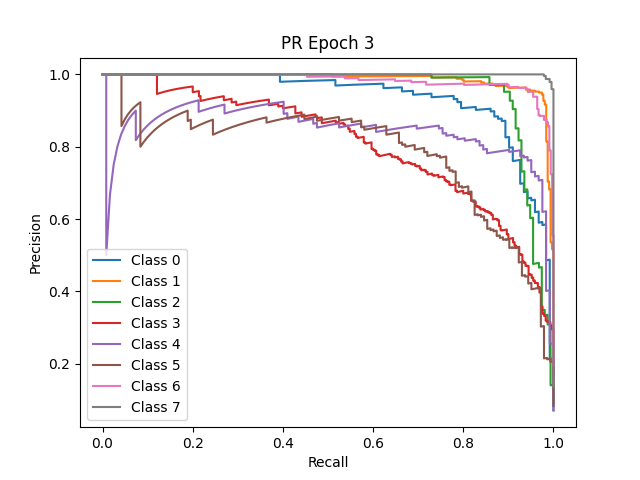 PR Epoch 3
Precision
1.0
0.8
0.6
0.4
0.2
Class 0
Class 1
Class 2
Class 3
Class 4
Class 5
Class 6
Class 7
0.0 0.2 0.4 0.6 0.8 1.0
Recall